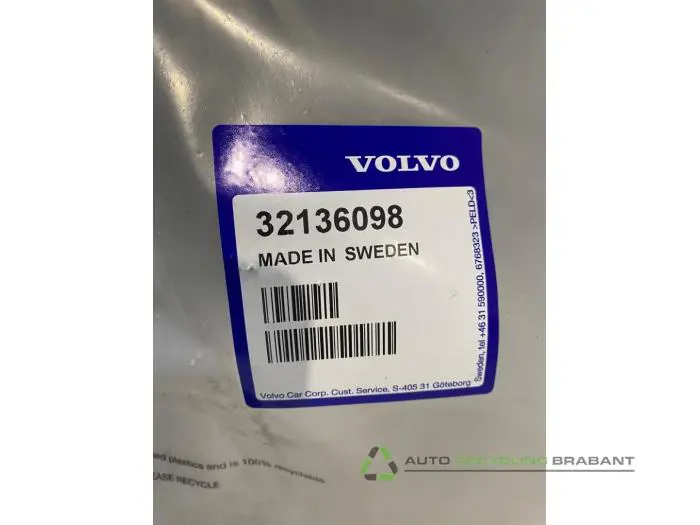 VOLVO
32136098
MADE IN SWEDEN
Volvo Car Corp. Cust. Service, S-405 31 Göteborg
Sweden, tel +46 31 590000, 6768323 >PELD<3
plastics and is 100% recyclable
EASE RECYCLE
AUTO RECYCLING BRABANT